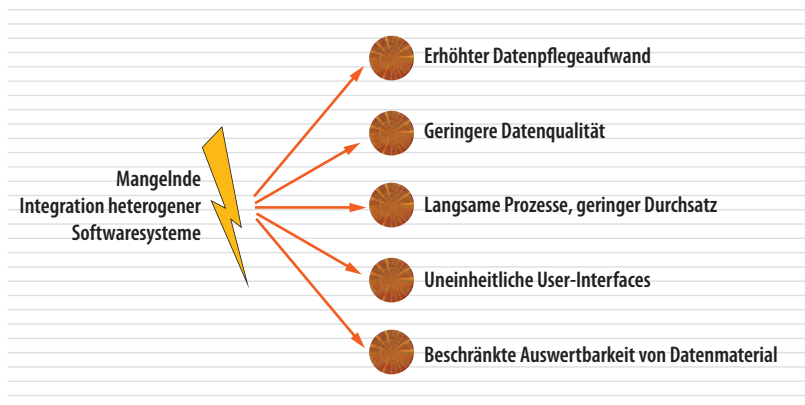 Mangelnde
Integration heterogener
Softwaresysteme
Erhöhter Datenpflegeaufwand
Geringere Datenqualität
Langsame Prozesse, geringer Durchsatz
Uneinheitliche User-Interfaces
Beschränkte Auswertbarkeit von Datenmaterial